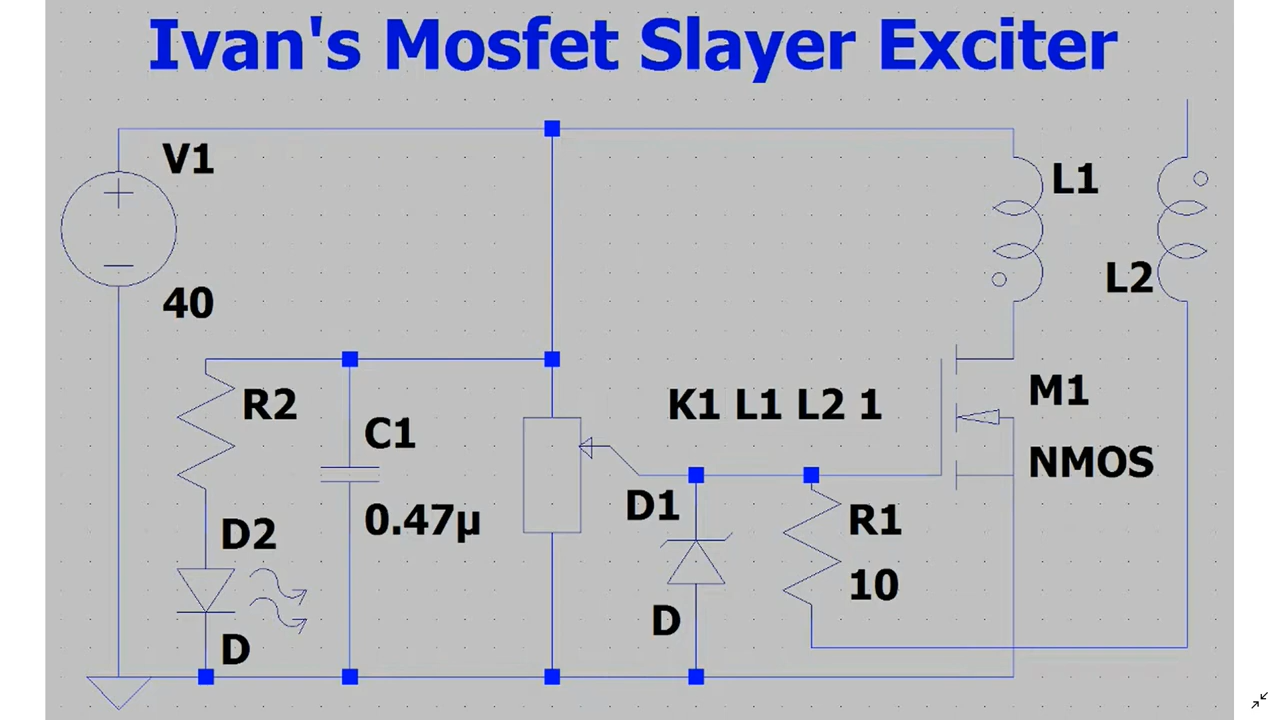 Ivan's Mosfet Slayer Exciter
V1
40
R2
C1
0.47µ
D2
D
K1 L1 L2 1
D1
D
R1
10
L1
L2
M1
NMOS